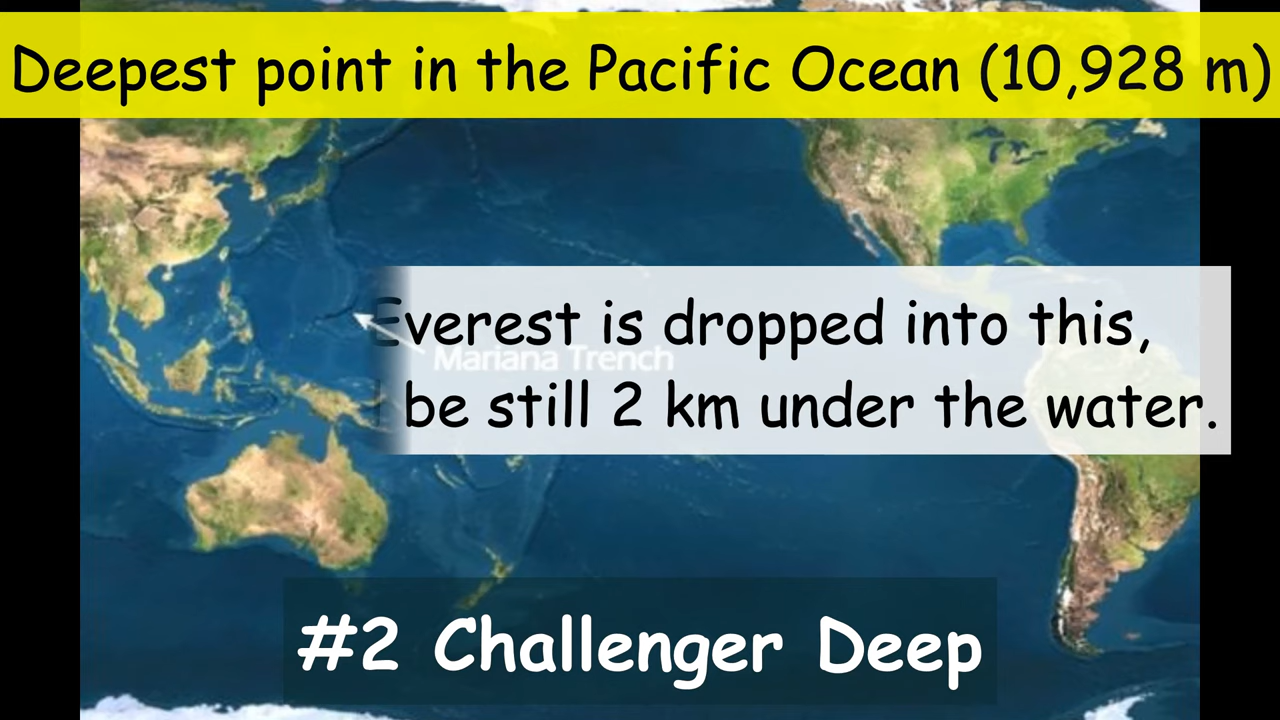 Deepest point in the Pacific Ocean (10,928 m)
Everest is dropped into this,
Mariana Trench
be still 2 km under the water.
#2 Challenger Deep